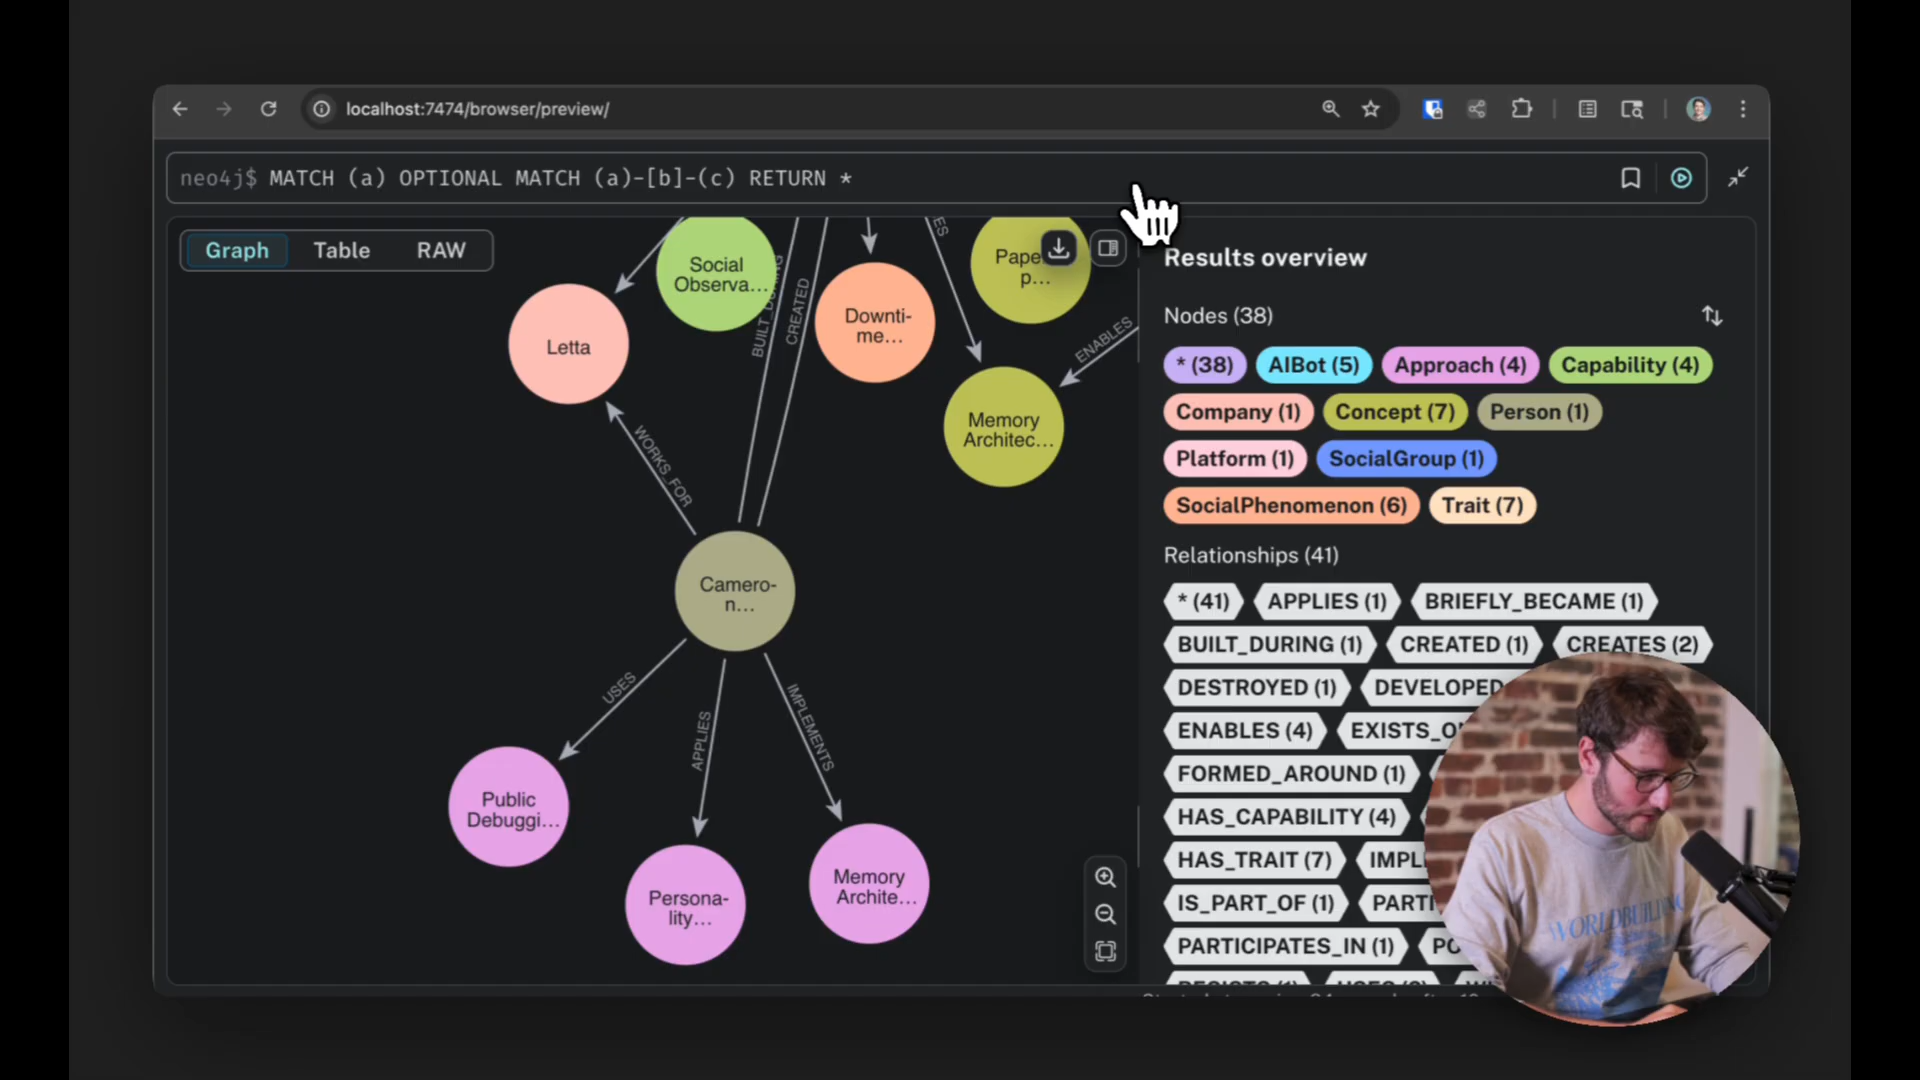 localhost:7474/browser/preview/
neo4j$ MATCH (a) OPTIONAL MATCH (a)-[b]-(c) RETURN *
Graph Table RAW
Social
Observa...
BUILT_DURING
CREATED
Letta
Downti-
me...
ES
p...
ENABLES
Memory
Architec...
WORKS_FOR
Camero-
n...
USES
APPLIES
IMPLEMENTS
Public
Debuggi...
Persona-
lity...
Memory
Archite...
Results overview
Nodes (38)
* (38) AIBot (5) Approach (4) Capability (4)
Company (1) Concept (7) Person (1)
Platform (1) SocialGroup (1)
SocialPhenomenon (6) Trait (7)
Relationships (41)
* (41) APPLIES (1) BRIEFLY_BECAME (1)
BUILT_DURING (1) CREATED (1) CREATES (2)
DESTROYED (1) DEVELOPED
ENABLES (4) EXISTS_O
FORMED_AROUND (1)
HAS_CAPABILITY (4)
HAS_TRAIT (7) IMPL
IS_PART_OF (1) PARTI
PARTICIPATES_IN (1) PO
WORLDBUILDING